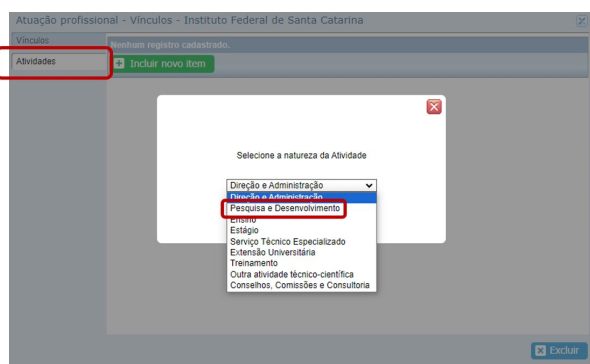 Atuação profissional - Vínculos - Instituto Federal de Santa Catarina
Vínculos
Atividades
Nenhum registro cadastrado.
Incluir novo item
Selecione a natureza da Atividade
Direção e Administração
Direção e Administração
Pesquisa e Desenvolvimento
Ensino
Estágio
Serviço Técnico Especializado
Extensão Universitária
Treinamento
Outra atividade técnico-científica
Conselhos, Comissões e Consultoria
Excluir